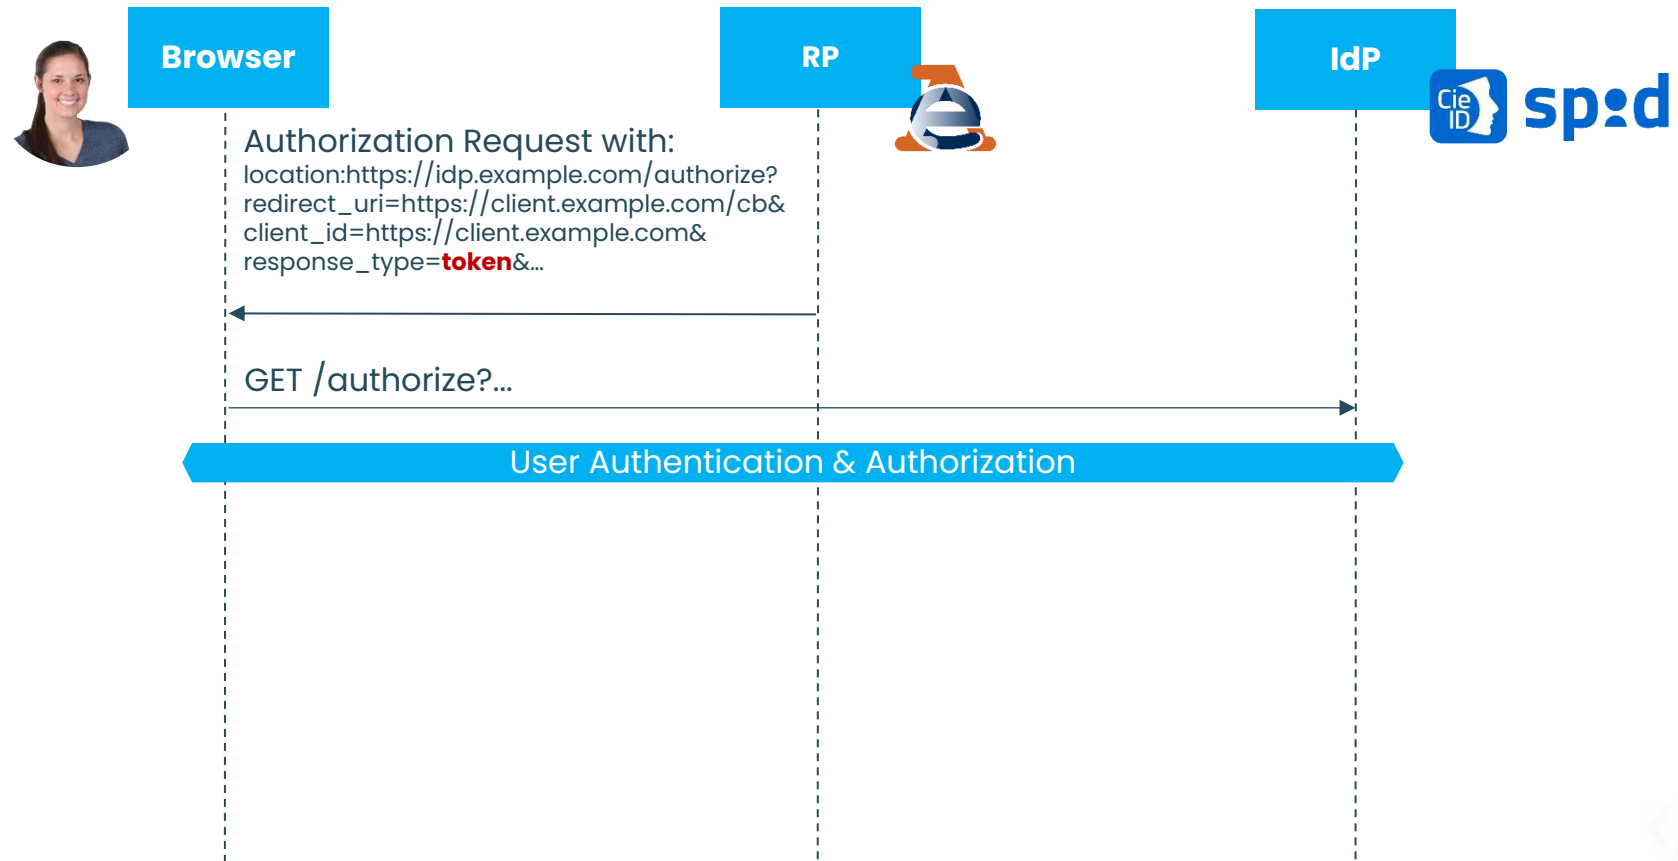 Browser
RP
IdP
Cie
ID
spid
Authorization Request with:
location:https://idp.example.com/authorize?
redirect_uri=https://client.example.com/cb&
client_id=https://client.example.com&
response_type=token&...
GET /authorize?...
User Authentication & Authorization